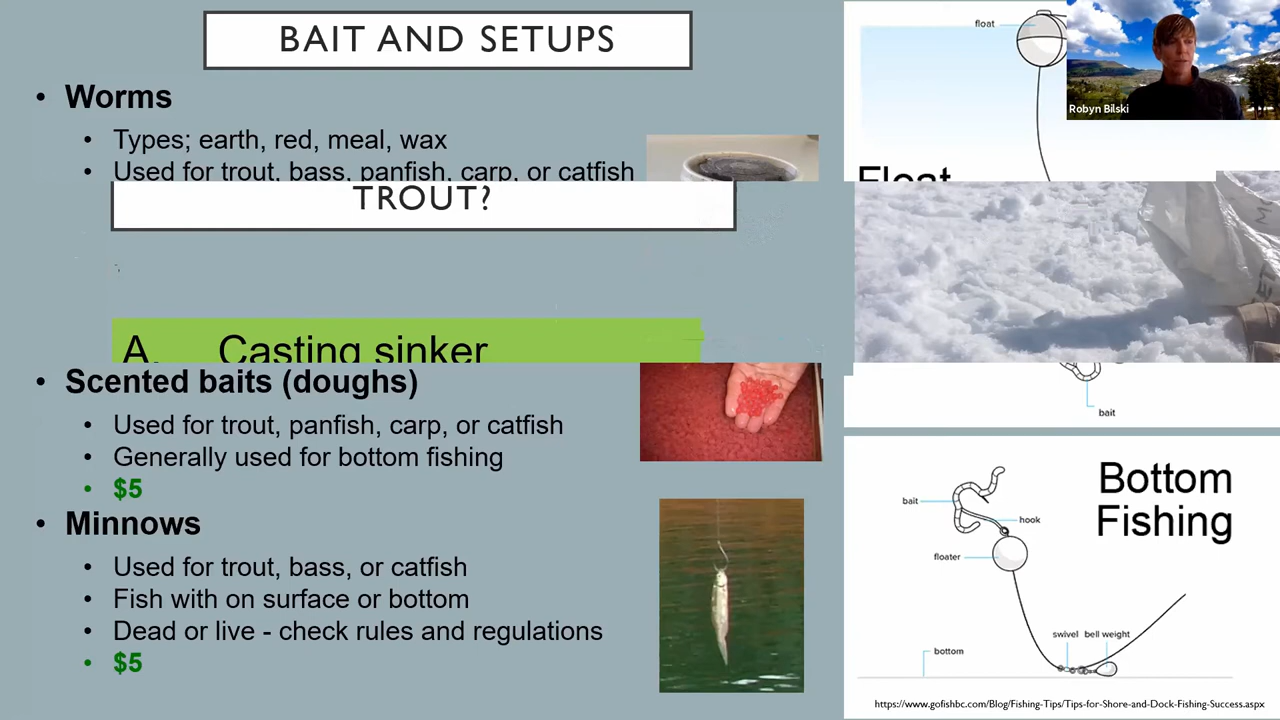 BAIT AND SETUPS
• Worms
• Types; earth, red, meal, wax
• Used for trout, bass, panfish, carp, or catfish
TROUT?
A. Casting sinker
• Scented baits (doughs)
• Used for trout, panfish, carp, or catfish
• Generally used for bottom fishing
• $5
• Minnows
• Used for trout, bass, or catfish
• Fish with on surface or bottom
• Dead or live - check rules and regulations
• $5
float
Robyn Bilski
Float
bait
Bottom
Fishing
bait
hook
floater
swivel bell weight
bottom
https://www.gofishbc.com/Blog/Fishing-Tips/Tips-for-Shore-and-Dock-Fishing-Success.aspx